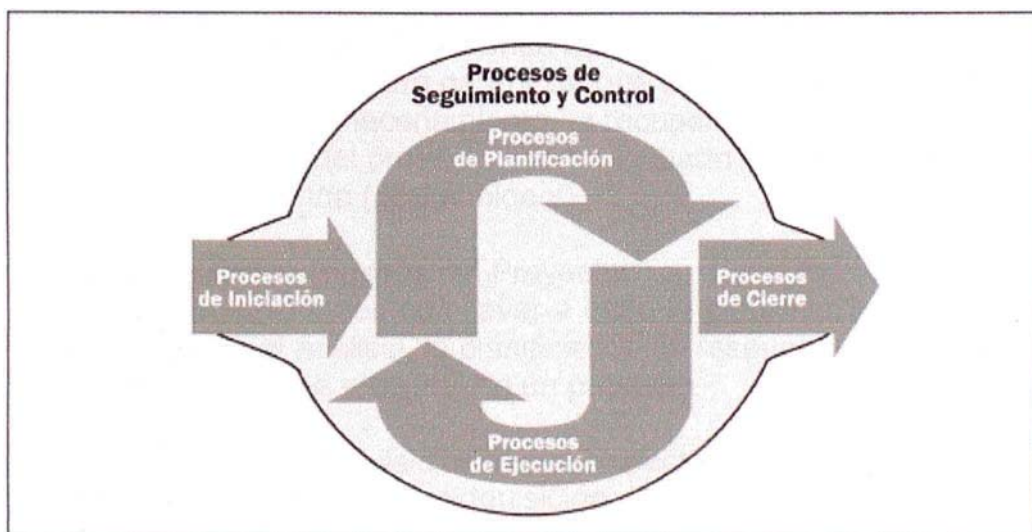 Procesos de
Seguimiento y Control
Procesos
de Planificación
Procesos
de Iniciación
Procesos
de Cierre
Procesos
de Ejecución